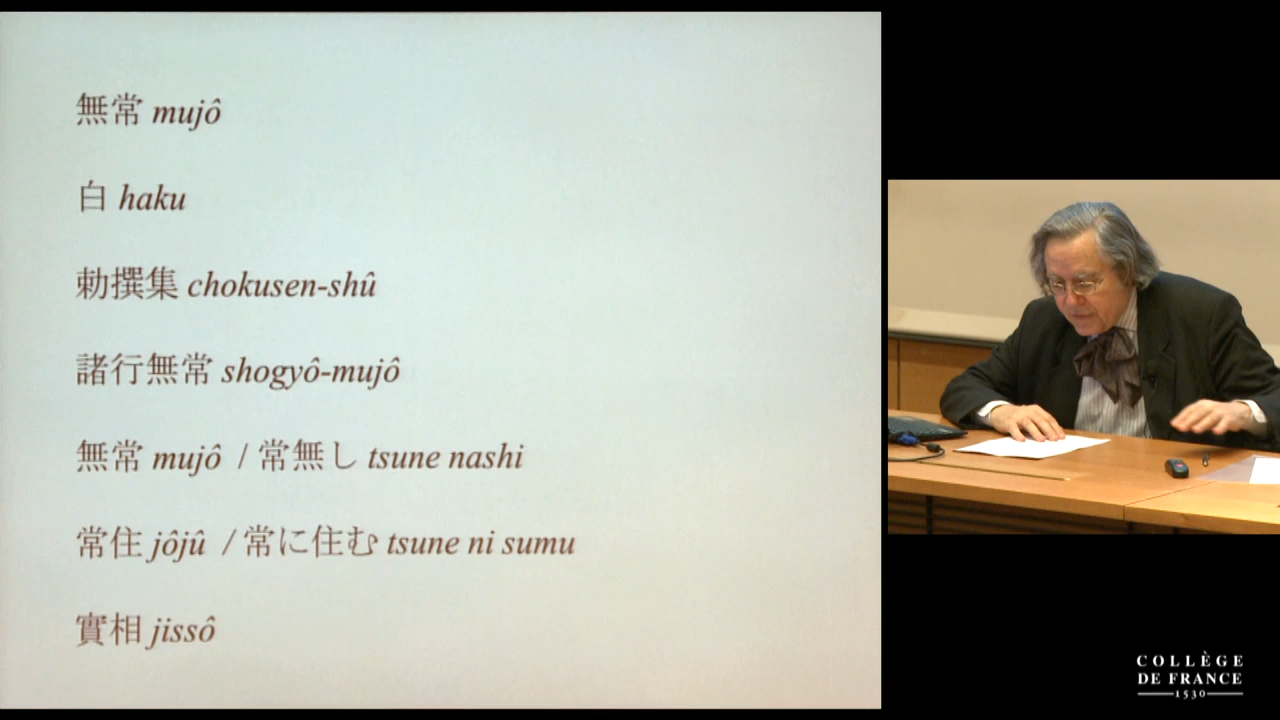 無常 mujô
白 haku
勅撰集 chokusen-shû
諸行無常 shogyô-mujô
無常 mujô / 常無し tsune nashi
常住 jôjû / 常に住む tsune ni sumu
實相 jissô
COLLÈGE
DE FRANCE
1530